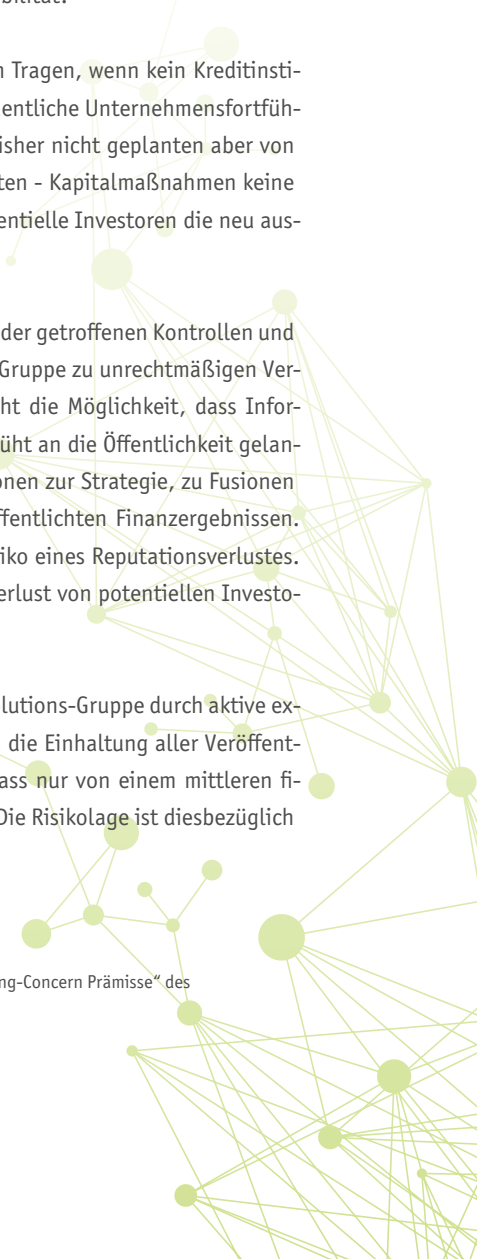 n Tragen, wenn kein Kreditinsti-
entliche Unternehmensfortfüh-
isher nicht geplanten aber von
ten - Kapitalmaßnahmen keine
entielle Investoren die neu aus-
der getroffenen Kontrollen und
Gruppe zu unrechtmäßigen Ver-
ht die Möglichkeit, dass Infor-
üht an die Öffentlichkeit gelan-
onen zur Strategie, zu Fusionen
ffentlichten Finanzergebnissen.
iko eines Reputationsverlustes.
erlust von potentiellen Investo-
lutions-Gruppe durch aktive ex-
die Einhaltung aller Veröffent-
ass nur von einem mittleren fi-
Die Risikolage ist diesbezüglich
ng-Concern Prämisse“ des